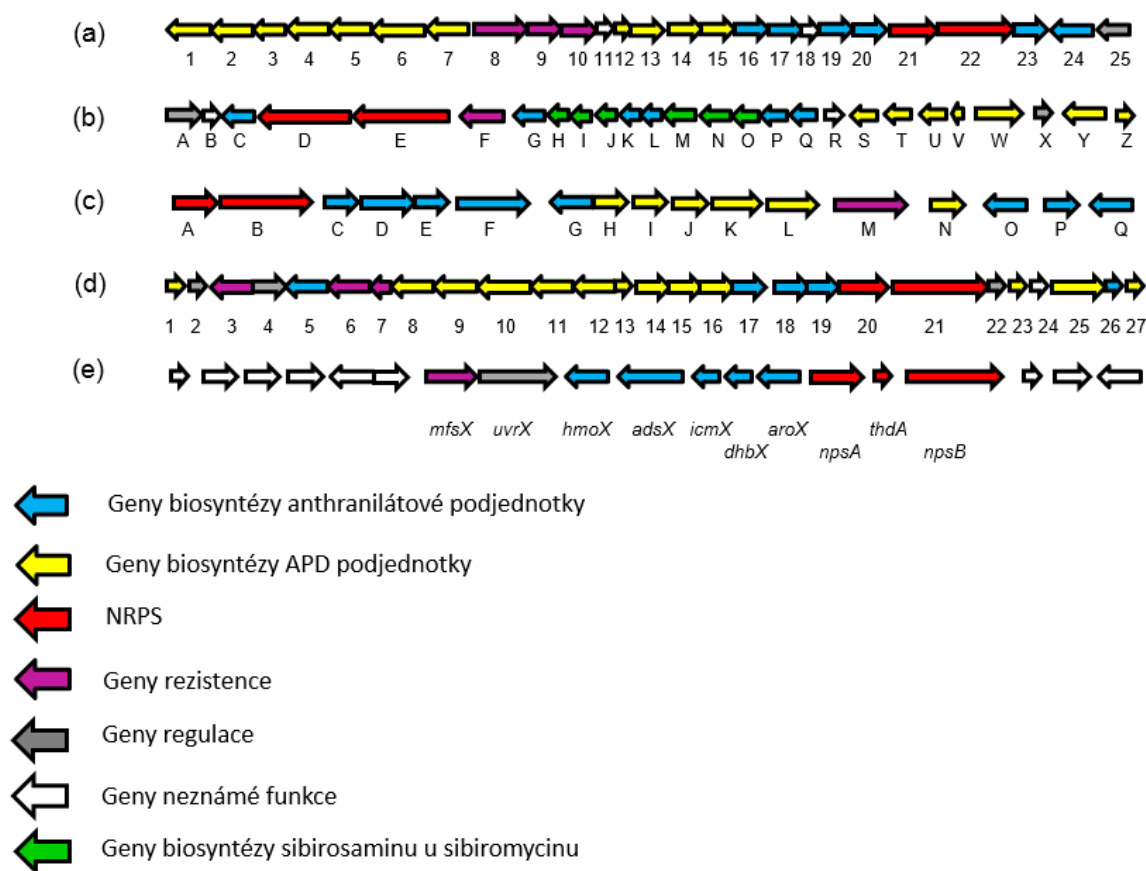 (a)
1 2 3 4 5 6 7 8 9 10 11 12 13 14 15 16 17 18 19 20 21 22 23 24 25
(b)
A B C D E F G H I J K L M N O P Q R S T U V W X Y Z
(c)
A B C D E F G H I J K L M N O P Q
(d)
1 2 3 4 5 6 7 8 9 10 11 12 13 14 15 16 17 18 19 20 21 22 23 24 25 26 27
(e)
mfsX uvrX hmoX adsX icmX aroX thdA
dhbX npsA npsB
Geny biosyntézy anthranilátové podjednotky
Geny biosyntézy APD podjednotky
NRPS
Geny rezistence
Geny regulace
Geny neznámé funkce
Geny biosyntézy sibirosaminu u sibiromycinu